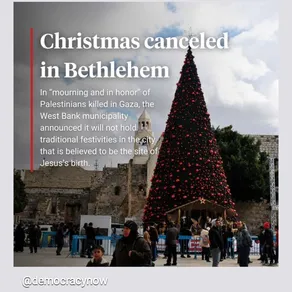 Christmas canceled
in Bethlehem
In "mourning and in honor" of
Palestinians killed in Gaza, the
West Bank municipality
announced it will not hold
traditional festivities in the city
that is believed to be the site of
Jesus's birth.
@democracynow